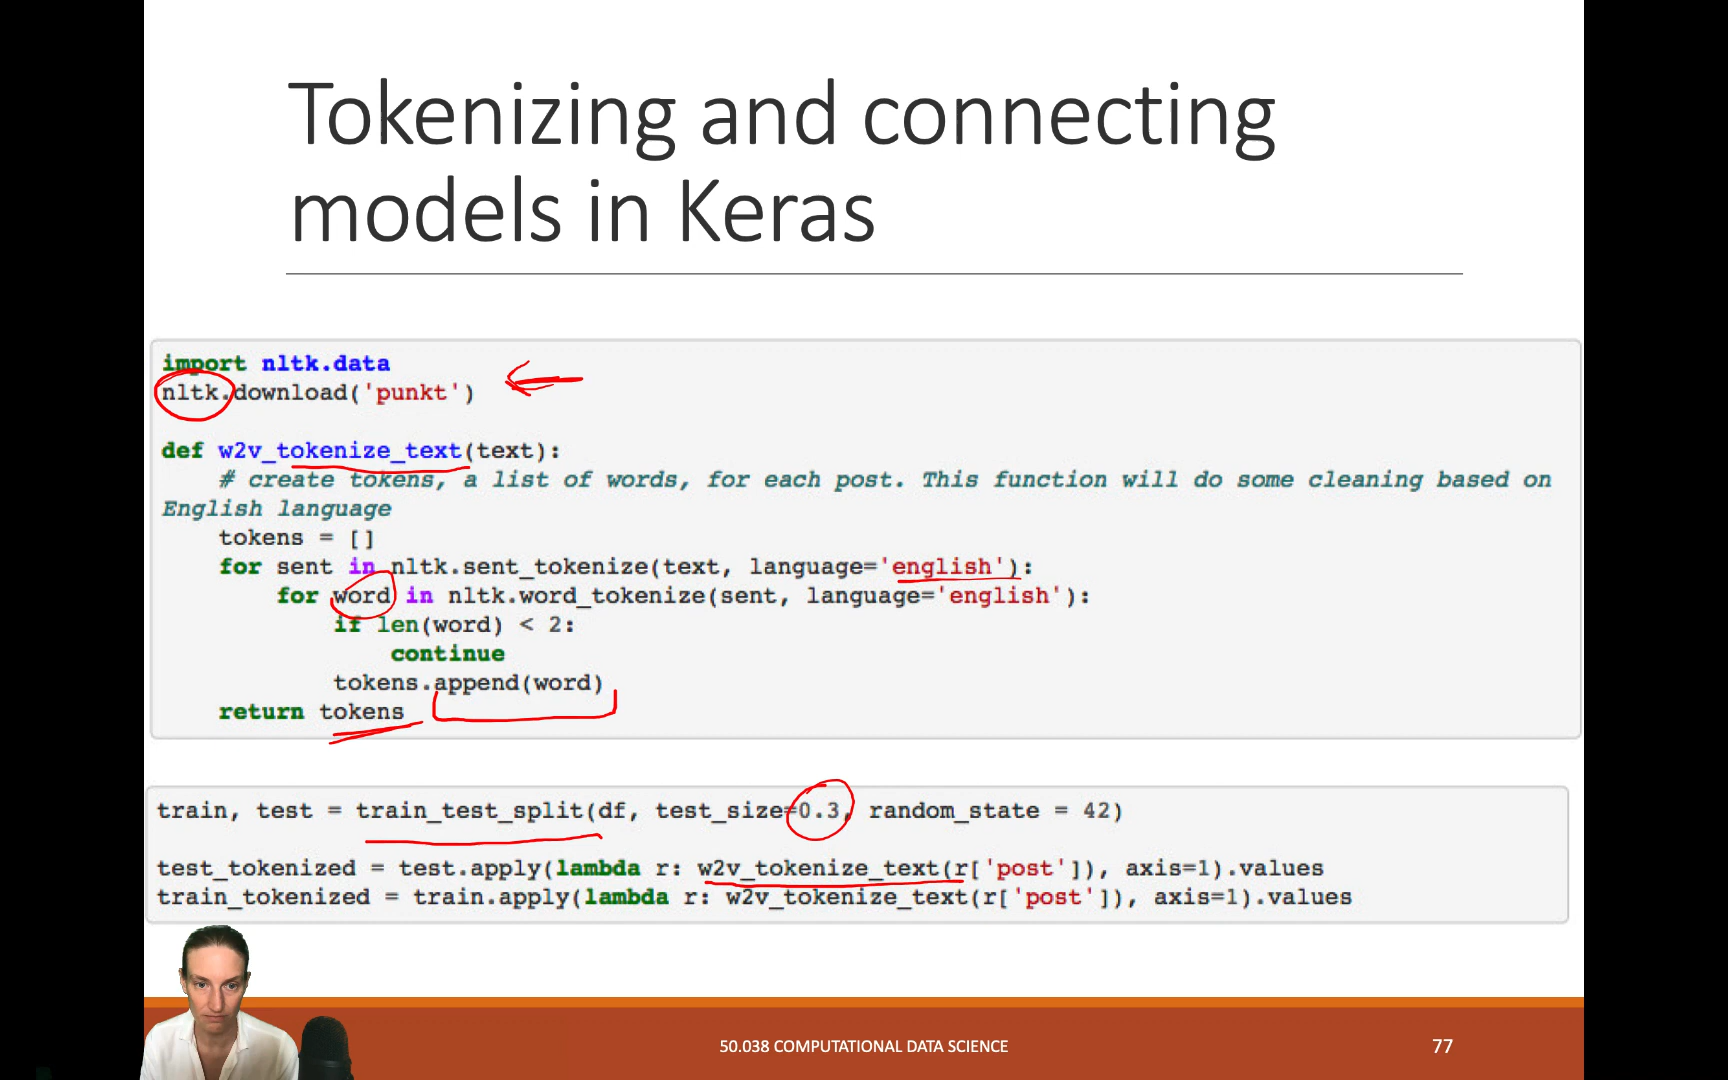 Tokenizing and connecting
models in Keras
import nltk.data
nltk.download('punkt')
def w2v_tokenize_text(text):
# create tokens, a list of words, for each post. This function will do some cleaning based on
English language
tokens = []
for sent in nltk.sent_tokenize(text, language='english'):
for word in nltk.word_tokenize(sent, language='english'):
if len(word) < 2:
continue
tokens.append(word)
return tokens
train, test = train_test_split(df, test_size=0.3, random_state = 42)
test_tokenized = test.apply(lambda r: w2v_tokenize_text(r['post']), axis=1).values
train_tokenized = train.apply(lambda r: w2v_tokenize_text(r['post']), axis=1).values
50.038 COMPUTATIONAL DATA SCIENCE
77